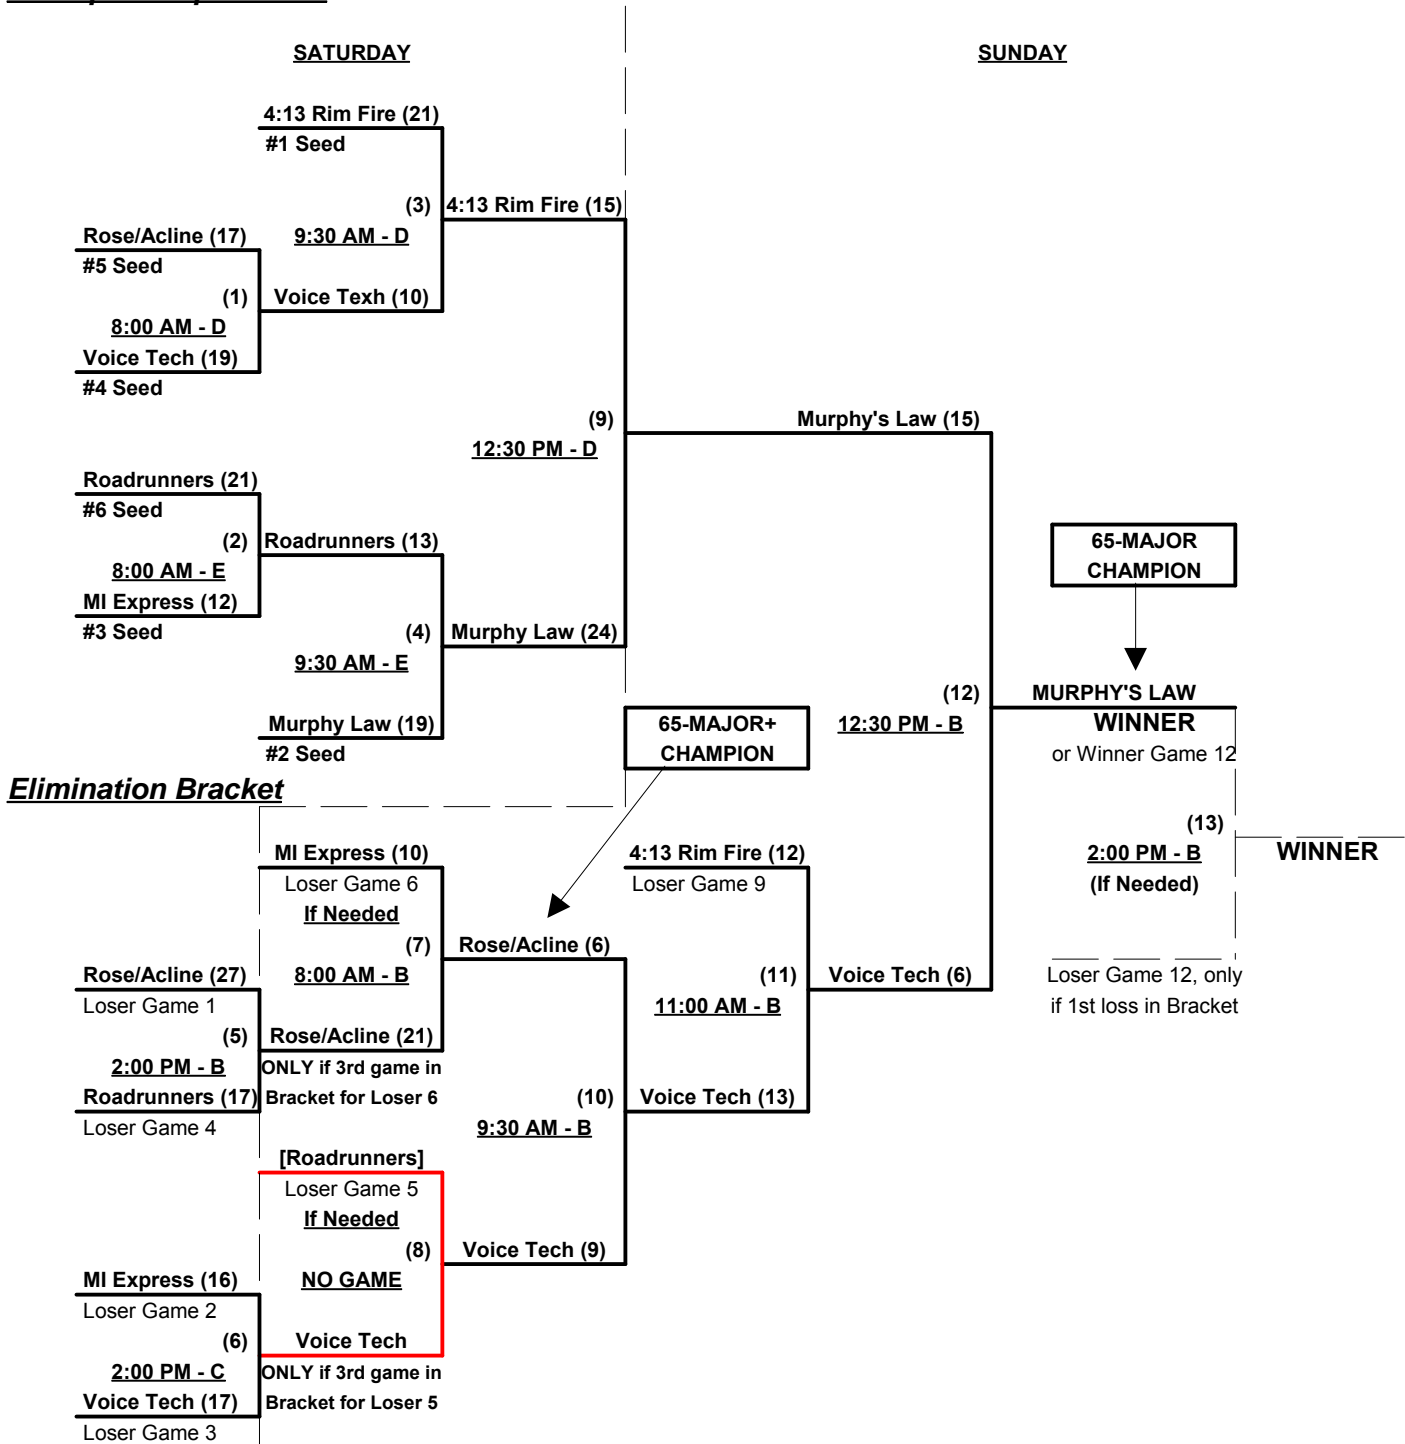 SATURDAY
SUNDAY
4:13 Rim Fire (21)
#1 Seed
(3)
4:13 Rim Fire (15)
9:30 AM - D
Rose/Acline (17)
#5 Seed
(1)
Voice Texh (10)
8:00 AM - D
Voice Tech (19)
#4 Seed
(9)
Murphy's Law (15)
12:30 PM - D
Roadrunners (21)
#6 Seed
(2)
Roadrunners (13)
8:00 AM - E
MI Express (12)
#3 Seed
(4)
Murphy Law (24)
9:30 AM - E
Murphy Law (19)
#2 Seed
65-MAJOR
CHAMPION
(12)
MURPHY'S LAW
12:30 PM - B
WINNER
or Winner Game 12
65-MAJOR+
CHAMPION
Elimination Bracket
(13)
2:00 PM - B
WINNER
(If Needed)
MI Express (10)
Loser Game 6
If Needed
4:13 Rim Fire (12)
Loser Game 9
(7)
Rose/Acline (6)
8:00 AM - B
Rose/Acline (27)
Loser Game 1
(11)
Voice Tech (6)
11:00 AM - B
Loser Game 12, only
if 1st loss in Bracket
(5)
Rose/Acline (21)
2:00 PM - B
ONLY if 3rd game in
Roadrunners (17)
Bracket for Loser 6
Loser Game 4
(10)
Voice Tech (13)
9:30 AM - B
[Roadrunners]
Loser Game 5
If Needed
(8)
Voice Tech (9)
NO GAME
MI Express (16)
Loser Game 2
(6)
Voice Tech
2:00 PM - C
ONLY if 3rd game in
Voice Tech (17)
Bracket for Loser 5
Loser Game 3